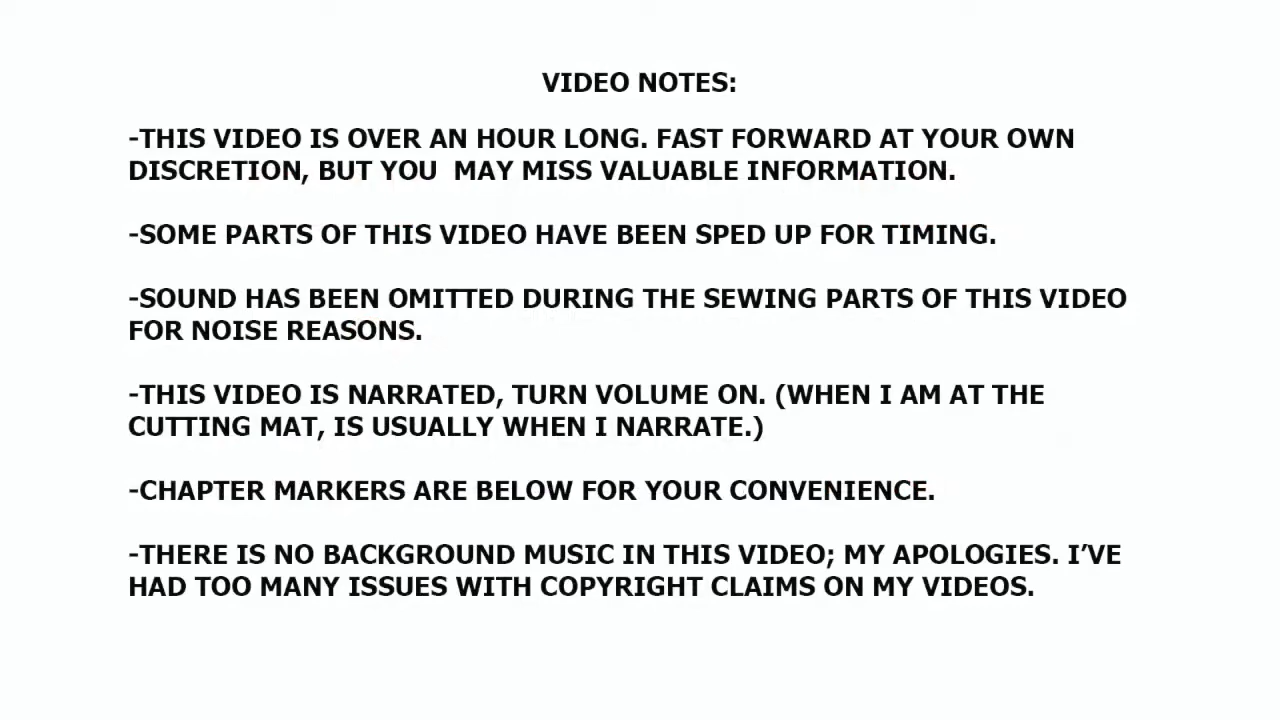 VIDEO NOTES:
-THIS VIDEO IS OVER AN HOUR LONG. FAST FORWARD AT YOUR OWN
DISCRETION, BUT YOU  MAY MISS VALUABLE INFORMATION.
-SOME PARTS OF THIS VIDEO HAVE BEEN SPED UP FOR TIMING.
-SOUND HAS BEEN OMITTED DURING THE SEWING PARTS OF THIS VIDEO
FOR NOISE REASONS.
-THIS VIDEO IS NARRATED, TURN VOLUME ON. (WHEN I AM AT THE
CUTTING MAT, IS USUALLY WHEN I NARRATE.)
-CHAPTER MARKERS ARE BELOW FOR YOUR CONVENIENCE.
-THERE IS NO BACKGROUND MUSIC IN THIS VIDEO; MY APOLOGIES. I’VE
HAD TOO MANY ISSUES WITH COPYRIGHT CLAIMS ON MY VIDEOS.